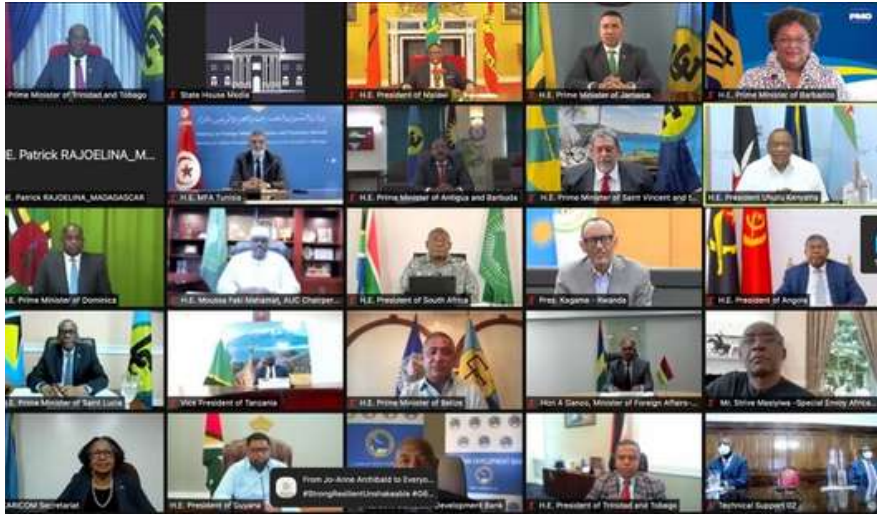 Prime Minister of Trinidad and Tobago
State House Media
H.E. President of Malawi
H.E. Prime Minister of Jamaica
PMO
H.E. Prime Minister of Barbados
E. Patrick RAJOELINA_M...
E. Patrick RAJOELINA_MADAGASCAR
H.E. MFA Tunisia
H.E. Prime Minister of Antigua and Barbuda
H.E. Prime Minister of Saint Vincent and t...
H.E. President Uhuru Kenyatta
H.E. Prime Minister of Dominica
H.E. Moussa Faki Mahamat, AUC Chairper...
H.E. President of South Africa
Pres. Kagame - Rwanda
H.E. President of Angola
H.E. Prime Minister of Saint Lucia
Vice President of Tanzania
H.E. Prime Minister of Belize
Hon A Ganoo, Minister of Foreign Affairs-...
Mr. Strive Masiyiwa -Special Envoy Africa...
ARICOM Secretariat
H.E. President of Guyana
From Jo-Anne Archibald to Everyo...
#StrongResilientUnshakeable #GE...
Development Bank
H.E. President of Trinidad and Tobago
Technical Support 02